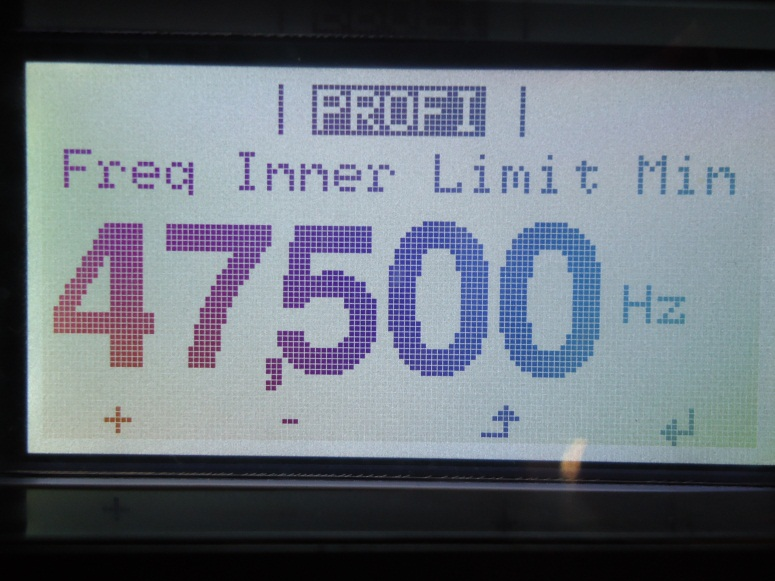 | PROFI |
Freq Inner Limit Min
47,500 Hz
+ - ⮥ ↵